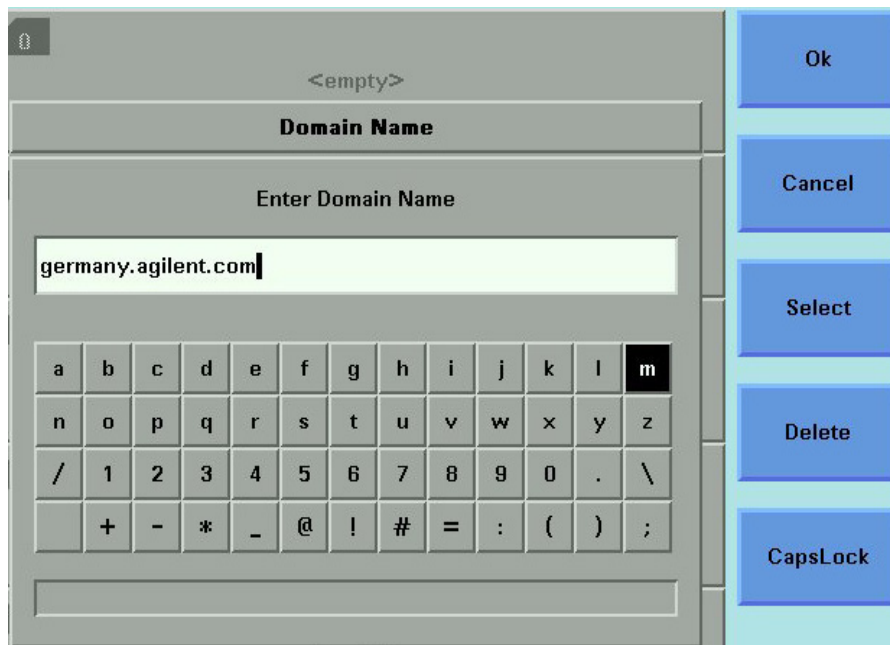 0
<empty>
Domain Name
Enter Domain Name
germany.agilent.com
a b c d e f g h i j k l m
n o p q r s t u v w x y z
/ 1 2 3 4 5 6 7 8 9 0 . \
+ - * _ @ ! # = : ( ) ;
Ok
Cancel
Select
Delete
CapsLock